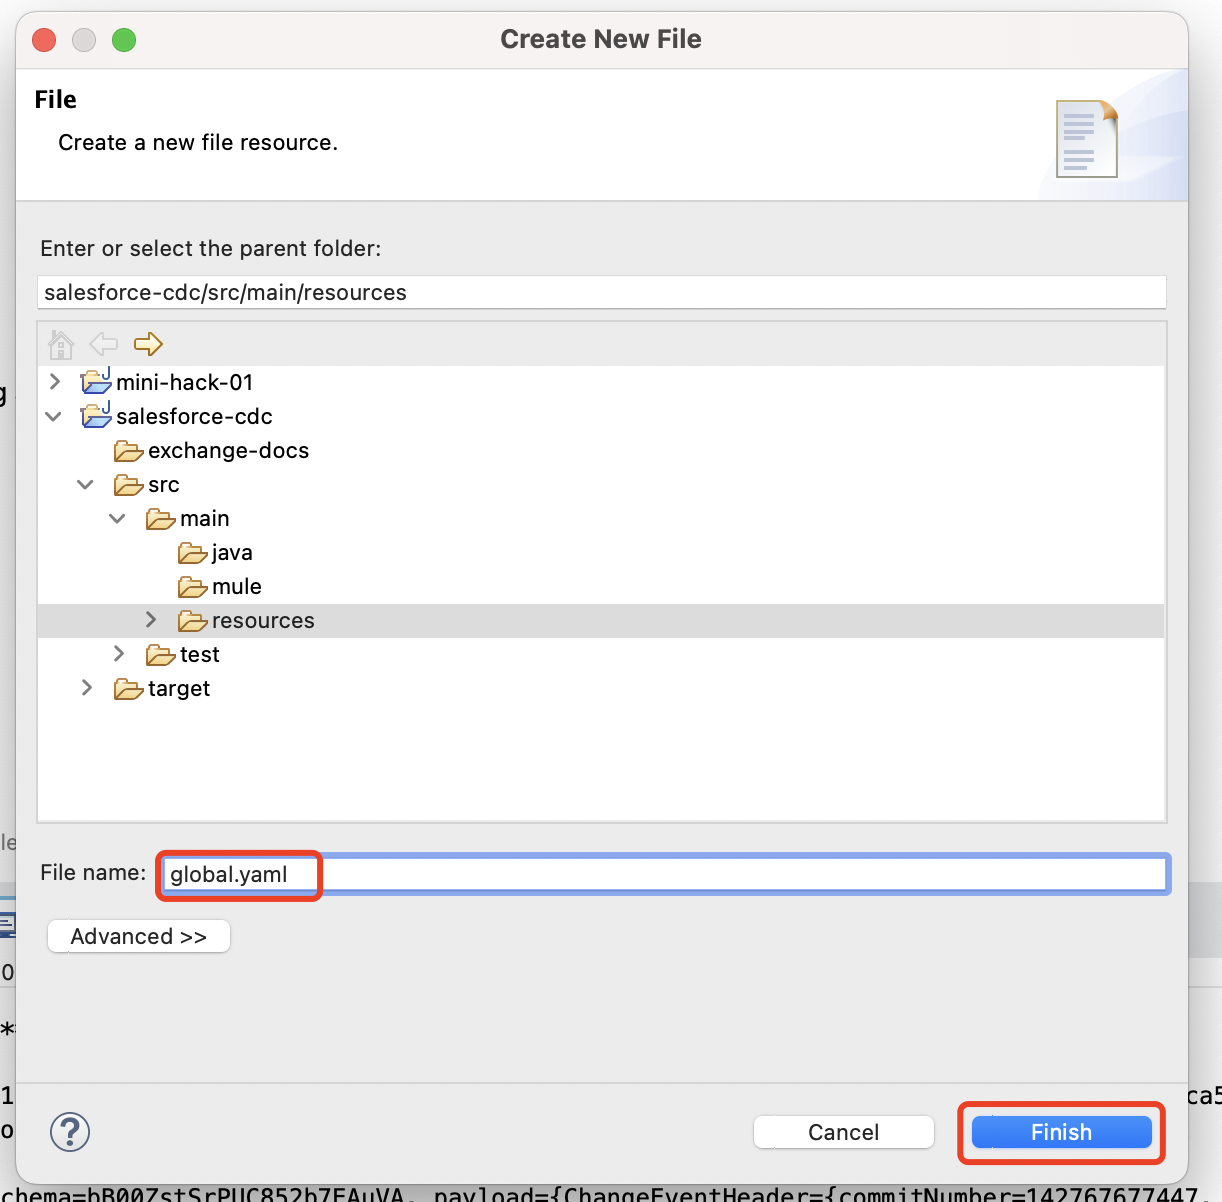 Create New File
File
Create a new file resource.
Enter or select the parent folder:
salesforce-cdc/src/main/resources
mini-hack-01
salesforce-cdc
exchange-docs
src
main
java
mule
resources
test
target
File name: global.yaml
Advanced >>
? Cancel Finish
chema=bB00ZstSrPUC852b7FAuVA, payload={ChangeEventHeader={commitNumber=142767677447,